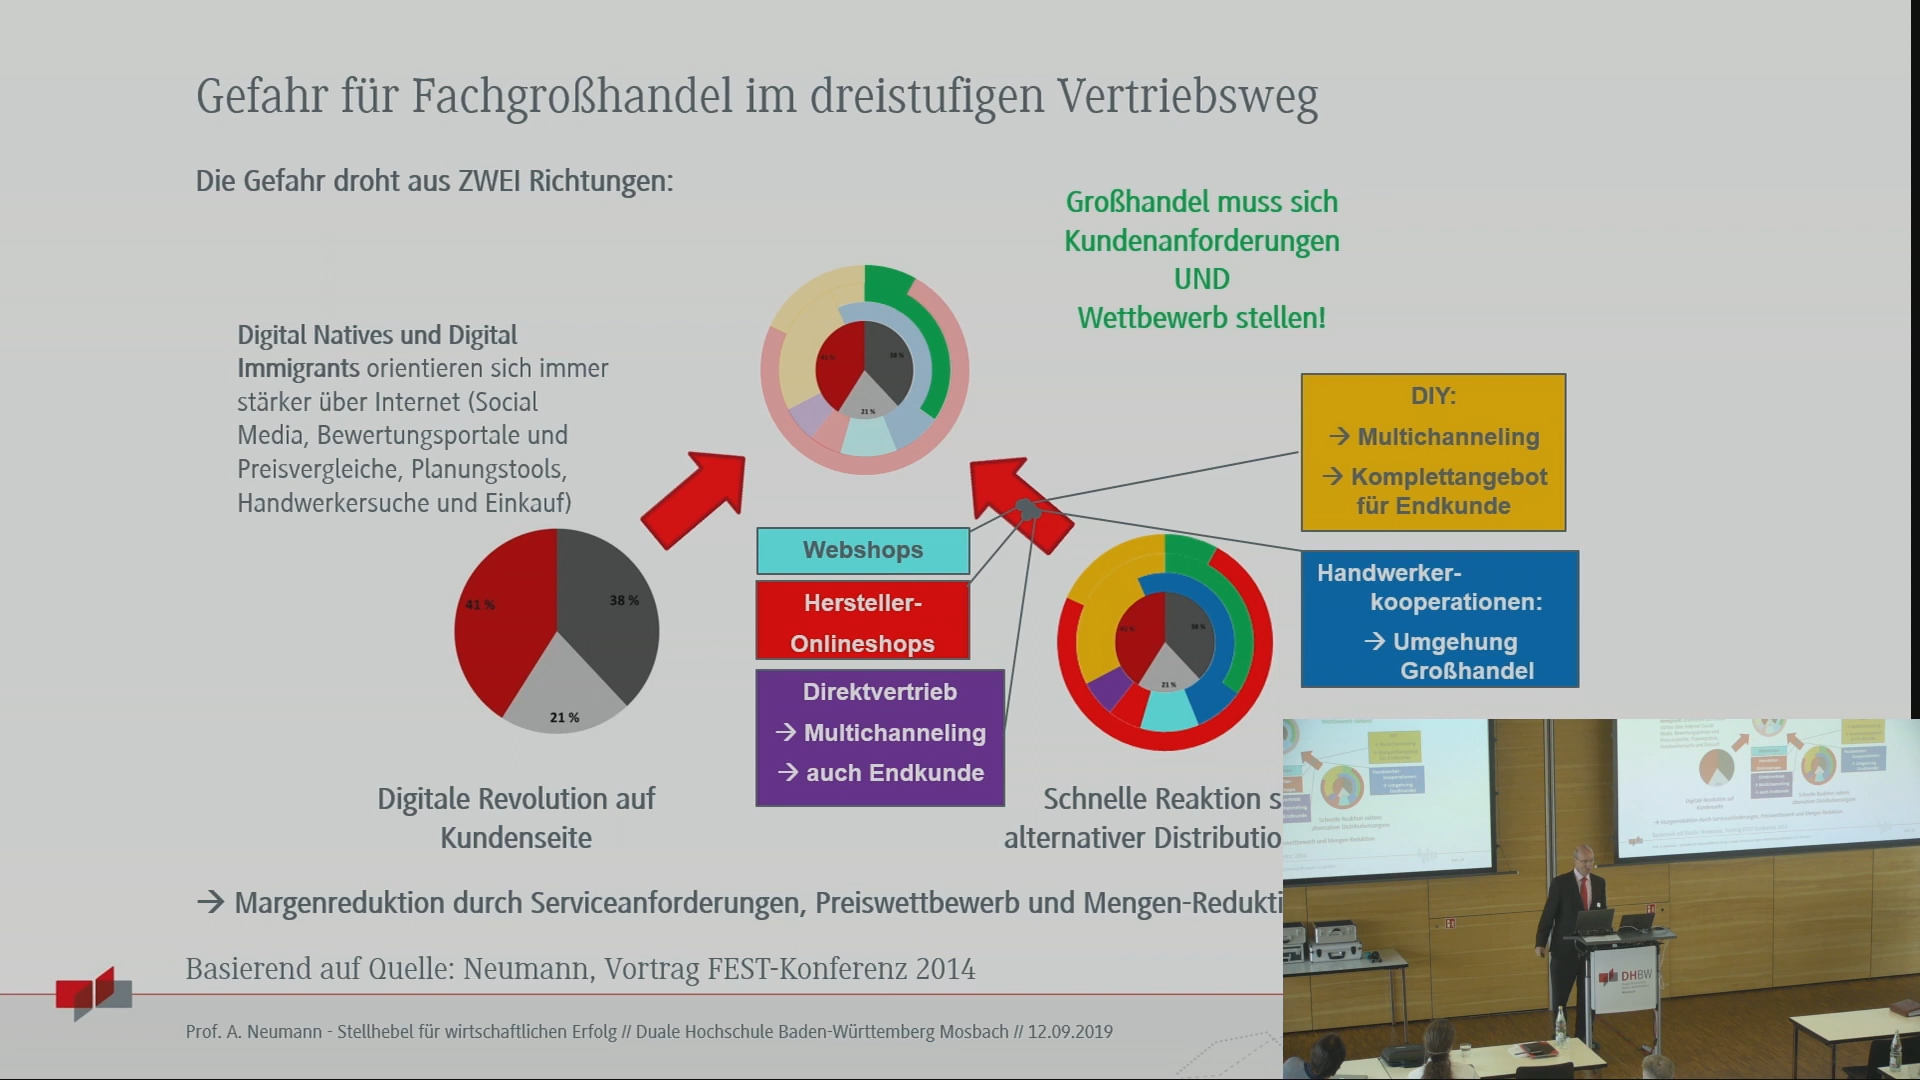 Gefahr für Fachgroßhandel im dreistufigen Vertriebsweg
Die Gefahr droht aus ZWEI Richtungen:
Großhandel muss sich
Kundenanforderungen
UND
Wettbewerb stellen!
Digital Natives und Digital
Immigrants orientieren sich immer
stärker über Internet (Social
Media, Bewertungsportale und
Preisvergleiche, Planungstools,
Handwerkersuche und Einkauf)
41 %
38 %
21 %
38 %
21 %
DIY:
→ Multichanneling
→ Komplettangebot
für Endkunde
Webshops
Hersteller-
Onlineshops
Direktvertrieb
→ Multichanneling
→ auch Endkunde
Handwerker-
kooperationen:
→ Umgehung
Großhandel
41 %
38 %
21 %
Digitale Revolution auf
Kundenseite
Schnelle Reaktion s
alternativer Distributio
→ Margenreduktion durch Serviceanforderungen, Preiswettbewerb und Mengen-Redukti
Basierend auf Quelle: Neumann, Vortrag FEST-Konferenz 2014
Prof. A. Neumann - Stellhebel für wirtschaftlichen Erfolg // Duale Hochschule Baden-Württemberg Mosbach // 12.09.2019
DHBW